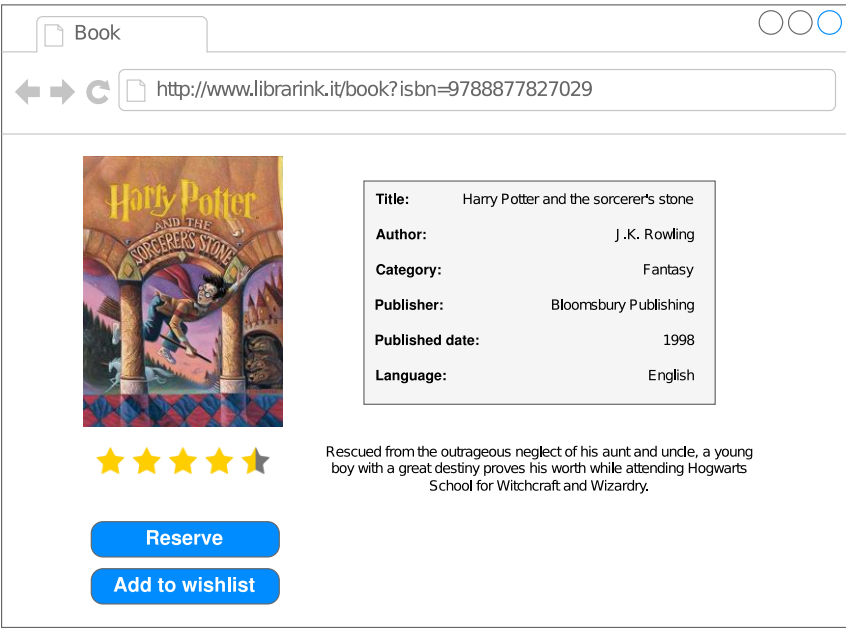 Book
http://www.librarink.it/book?isbn=9788877827029
Harry Potter
AND THE
SORCERER'S STONE
Title: Harry Potter and the sorcerer's stone
Author: J.K. Rowling
Category: Fantasy
Publisher: Bloomsbury Publishing
Published date: 1998
Language: English
Rescued from the outrageous neglect of his aunt and uncle, a young
boy with a great destiny proves his worth while attending Hogwarts
School for Witchcraft and Wizardry.
Reserve
Add to wishlist